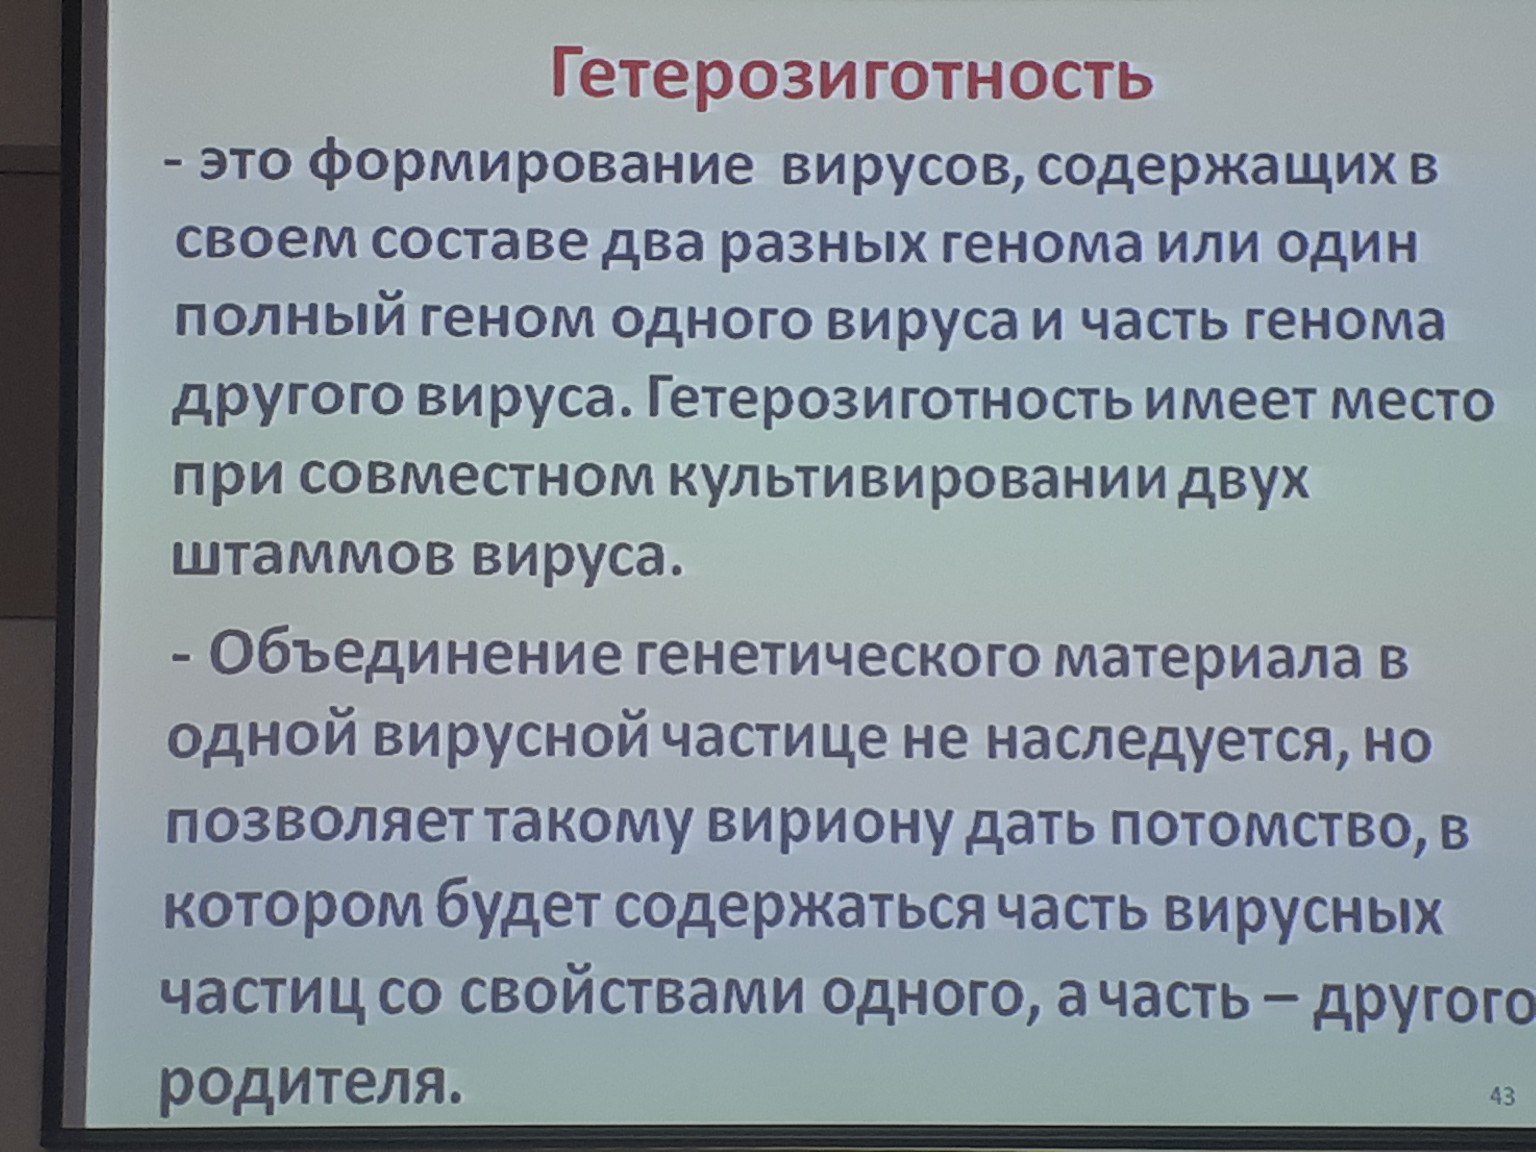 Гетерозиготность
- это формирование вирусов, содержащих в
своем составе два разных генома или один
полный геном одного вируса и часть генома
другого вируса. Гетерозиготность имеет место
при совместном культивировании двух
штаммов вируса.
- Объединение генетического материала в
одной вирусной частице не наследуется, но
позволяет такому вириону дать потомство, в
котором будет содержаться часть вирусных
частиц со свойствами одного, а часть – другого
родителя.
43